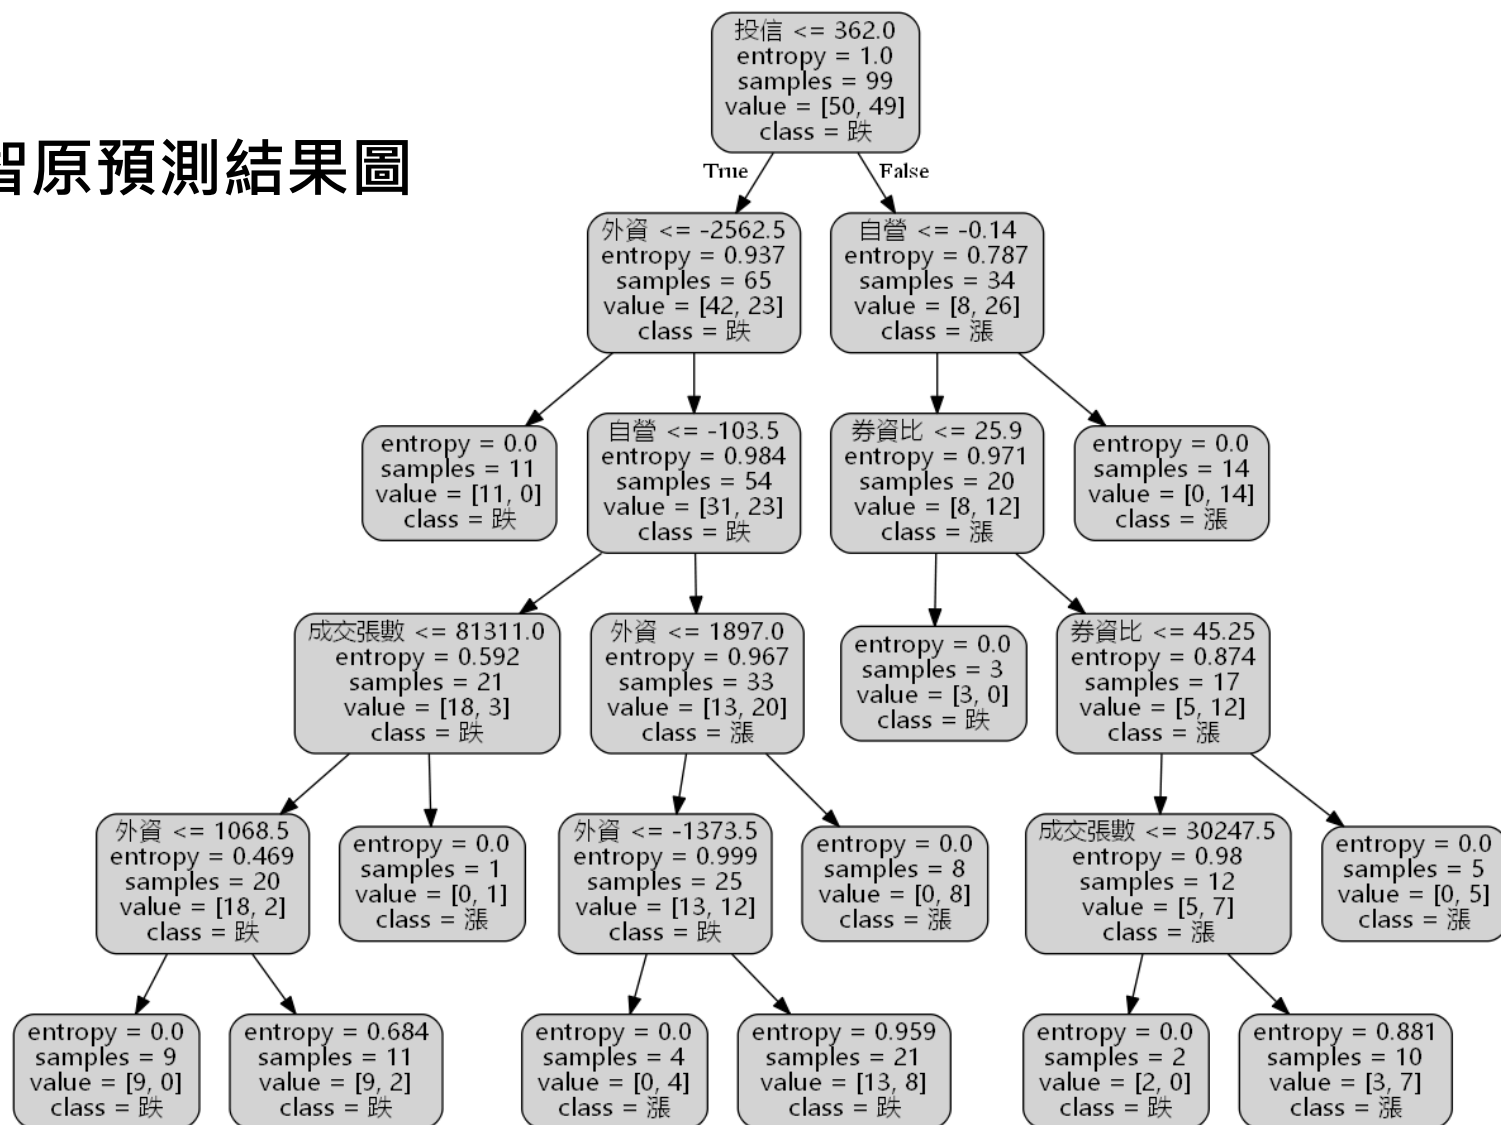 投信 <= 362.0
entropy = 1.0
samples = 99
value = [50, 49]
class = 跌
智原預測結果圖
True
False
外資 <= -2562.5
entropy = 0.937
samples = 65
value = [42, 23]
class = 跌
自營 <= -0.14
entropy = 0.787
samples = 34
value = [8, 26]
class = 漲
entropy = 0.0
samples = 11
value = [11, 0]
class = 跌
自營 <= -103.5
entropy = 0.984
samples = 54
value = [31, 23]
class = 跌
券資比 <= 25.9
entropy = 0.971
samples = 20
value = [8, 12]
class = 漲
entropy = 0.0
samples = 14
value = [0, 14]
class = 漲
成交張數 <= 81311.0
entropy = 0.592
samples = 21
value = [18, 3]
class = 跌
外資 <= 1897.0
entropy = 0.967
samples = 33
value = [13, 20]
class = 漲
entropy = 0.0
samples = 3
value = [3, 0]
class = 跌
券資比 <= 45.25
entropy = 0.874
samples = 17
value = [5, 12]
class = 漲
外資 <= 1068.5
entropy = 0.469
samples = 20
value = [18, 2]
class = 跌
entropy = 0.0
samples = 1
value = [0, 1]
class = 漲
外資 <= -1373.5
entropy = 0.999
samples = 25
value = [13, 12]
class = 跌
entropy = 0.0
samples = 8
value = [0, 8]
class = 漲
成交張數 <= 30247.5
entropy = 0.98
samples = 12
value = [5, 7]
class = 漲
entropy = 0.0
samples = 5
value = [0, 5]
class = 漲
entropy = 0.0
samples = 9
value = [9, 0]
class = 跌
entropy = 0.684
samples = 11
value = [9, 2]
class = 跌
entropy = 0.0
samples = 4
value = [0, 4]
class = 漲
entropy = 0.959
samples = 21
value = [13, 8]
class = 跌
entropy = 0.0
samples = 2
value = [2, 0]
class = 跌
entropy = 0.881
samples = 10
value = [3, 7]
class = 漲